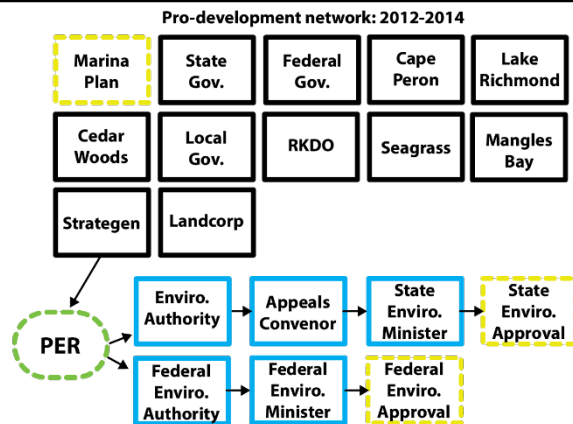 Pro-development network: 2012-2014
Marina
Plan
State
Gov.
Federal
Gov.
Cape
Peron
Lake
Richmond
Cedar
Woods
Local
Gov.
RKDO
Seagrass
Mangles
Bay
Strategen
Landcorp
PER
Enviro.
Authority
Appeals
Convenor
State
Enviro.
Minister
State
Enviro.
Approval
Federal
Enviro.
Authority
Federal
Enviro.
Minister
Federal
Enviro.
Approval